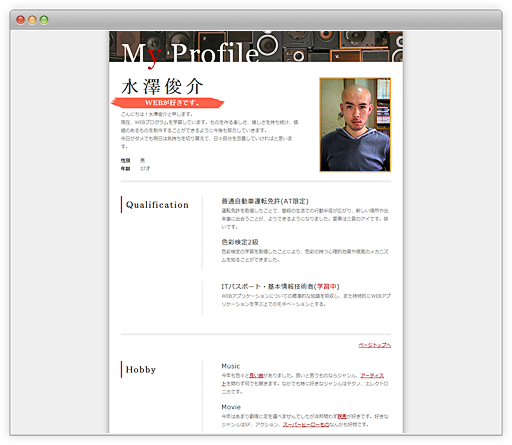 My Profile
水澤俊介
WEBが好きです。
こんにちは！水澤俊介と申します。
現在、WEBプログラムを学習しています。ものを作る楽しさ、嬉しさを持ち続け、価
値のあるものを制作することができるように今後も努力していきます。
今日がダメでも明日は気持ちを切り替えて、日々自分を改善していければと思いま
す。
性別 男
年齢 37才
Qualification
普通自動車運転免許(AT限定)
運転免許を取得したことで、普段の生活での行動半径が広がり、新しい場所や出
来事に出会うことが、よりできるようになりました。愛車は三菱のアイです。狭
いです。
色彩検定2級
色彩検定の学習を取得したことにより、色彩の持つ心理的効果や視覚のメカニズ
ムを知ることができました。
ITパスポート・基本情報技術者(学習中)
WEBアプリケーションについての標準的な知識を吸収し、また持続的にWEBア
プリケーションを学ぶ上でのモチベーションとする。
ページトップへ
Hobby
Music
今年も色々と良い曲がありました。良いと思うものならジャンル、アーティス
ト問わず何でも聞きます。なかでも特に好きなジャンルはテクノ、エレクトロ
ニカです。
Movie
今年はあまり劇場に足を運べませんでしたが洋邦問わず映画が好きです。好きな
ジャンルはSF、アクション、スーパーヒーローものなんかも好物です。